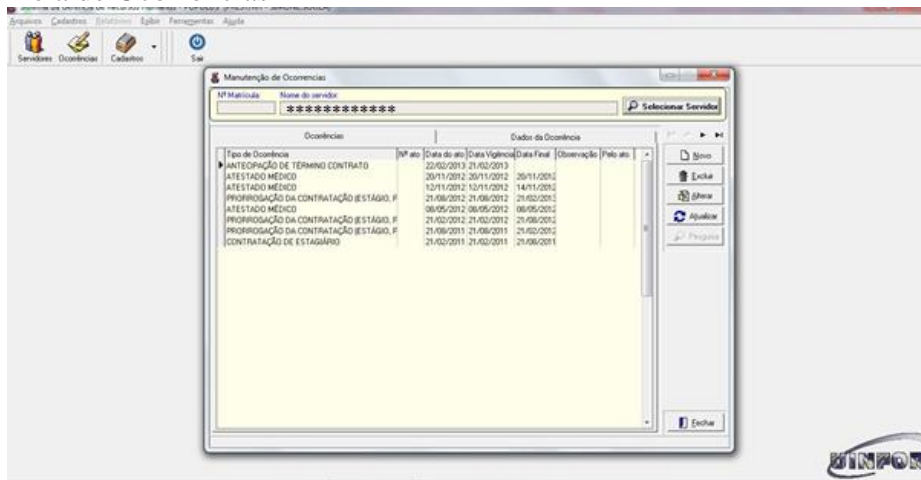 Arquivos Cadastros Relatórios Exibir Ferramentas Ajuda
Servidores Ocorrências Cadastros Sair
Manutenção de Ocorrencias
Nº Matrícula Nome do servidor
************
Selecionar Servidor
Ocorrências Dados da Ocorrência
Tipo de Ocorrência Nº ato Data do ato Data Vigência Data Final Observação Pelo ato
ANTECIPAÇÃO DE TÉRMINO CONTRATO 22/02/2013 21/02/2013
ATESTADO MÉDICO 20/11/2012 20/11/2012 20/11/2012
ATESTADO MÉDICO 12/11/2012 12/11/2012 14/11/2012
PRORROGAÇÃO DA CONTRATAÇÃO (ESTÁGIO, P 21/08/2012 21/08/2012 21/02/2013
ATESTADO MÉDICO 08/05/2012 08/05/2012 08/05/2012
PRORROGAÇÃO DA CONTRATAÇÃO (ESTÁGIO, P 21/02/2012 21/02/2012 21/08/2012
PRORROGAÇÃO DA CONTRATAÇÃO (ESTÁGIO, P 21/08/2011 21/08/2011 21/02/2012
CONTRATAÇÃO DE ESTAGIÁRIO 21/02/2011 21/02/2011 21/08/2011
Novo
Excluir
Alterar
Atualizar
Pesquisa
Fechar